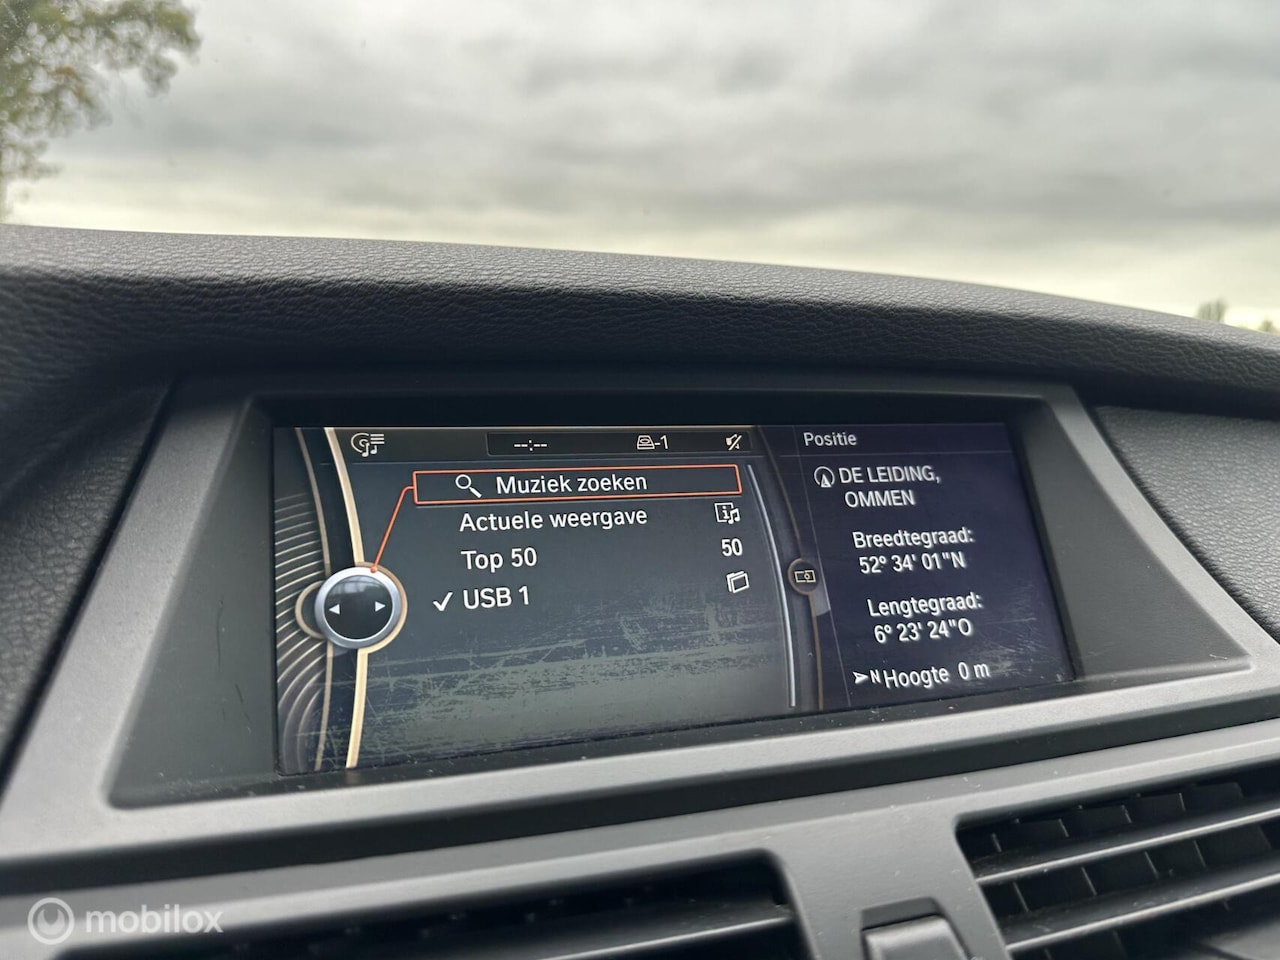 --:--
-1
Positie
Muziek zoeken
Actuele weergave
Top 50
50
✓ USB 1
DE LEIDING,
OMMEN
Breedtegraad:
52° 34' 01"N
Lengtegraad:
6° 23' 24"O
N Hoogte 0 m
mobilox